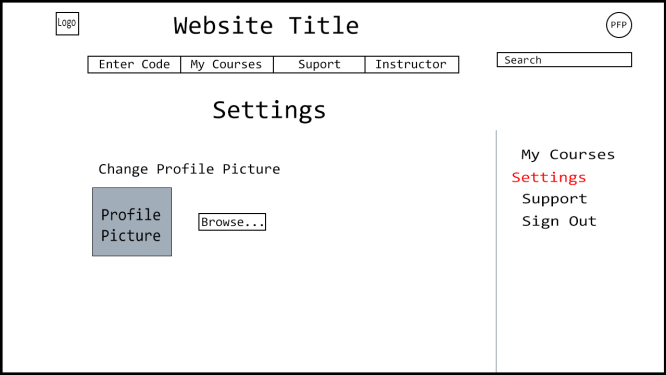 Logo
Website Title
PFP
Enter Code
My Courses
Suport
Instructor
Search
Settings
Change Profile Picture
Profile
Picture
Browse...
My Courses
Settings
Support
Sign Out